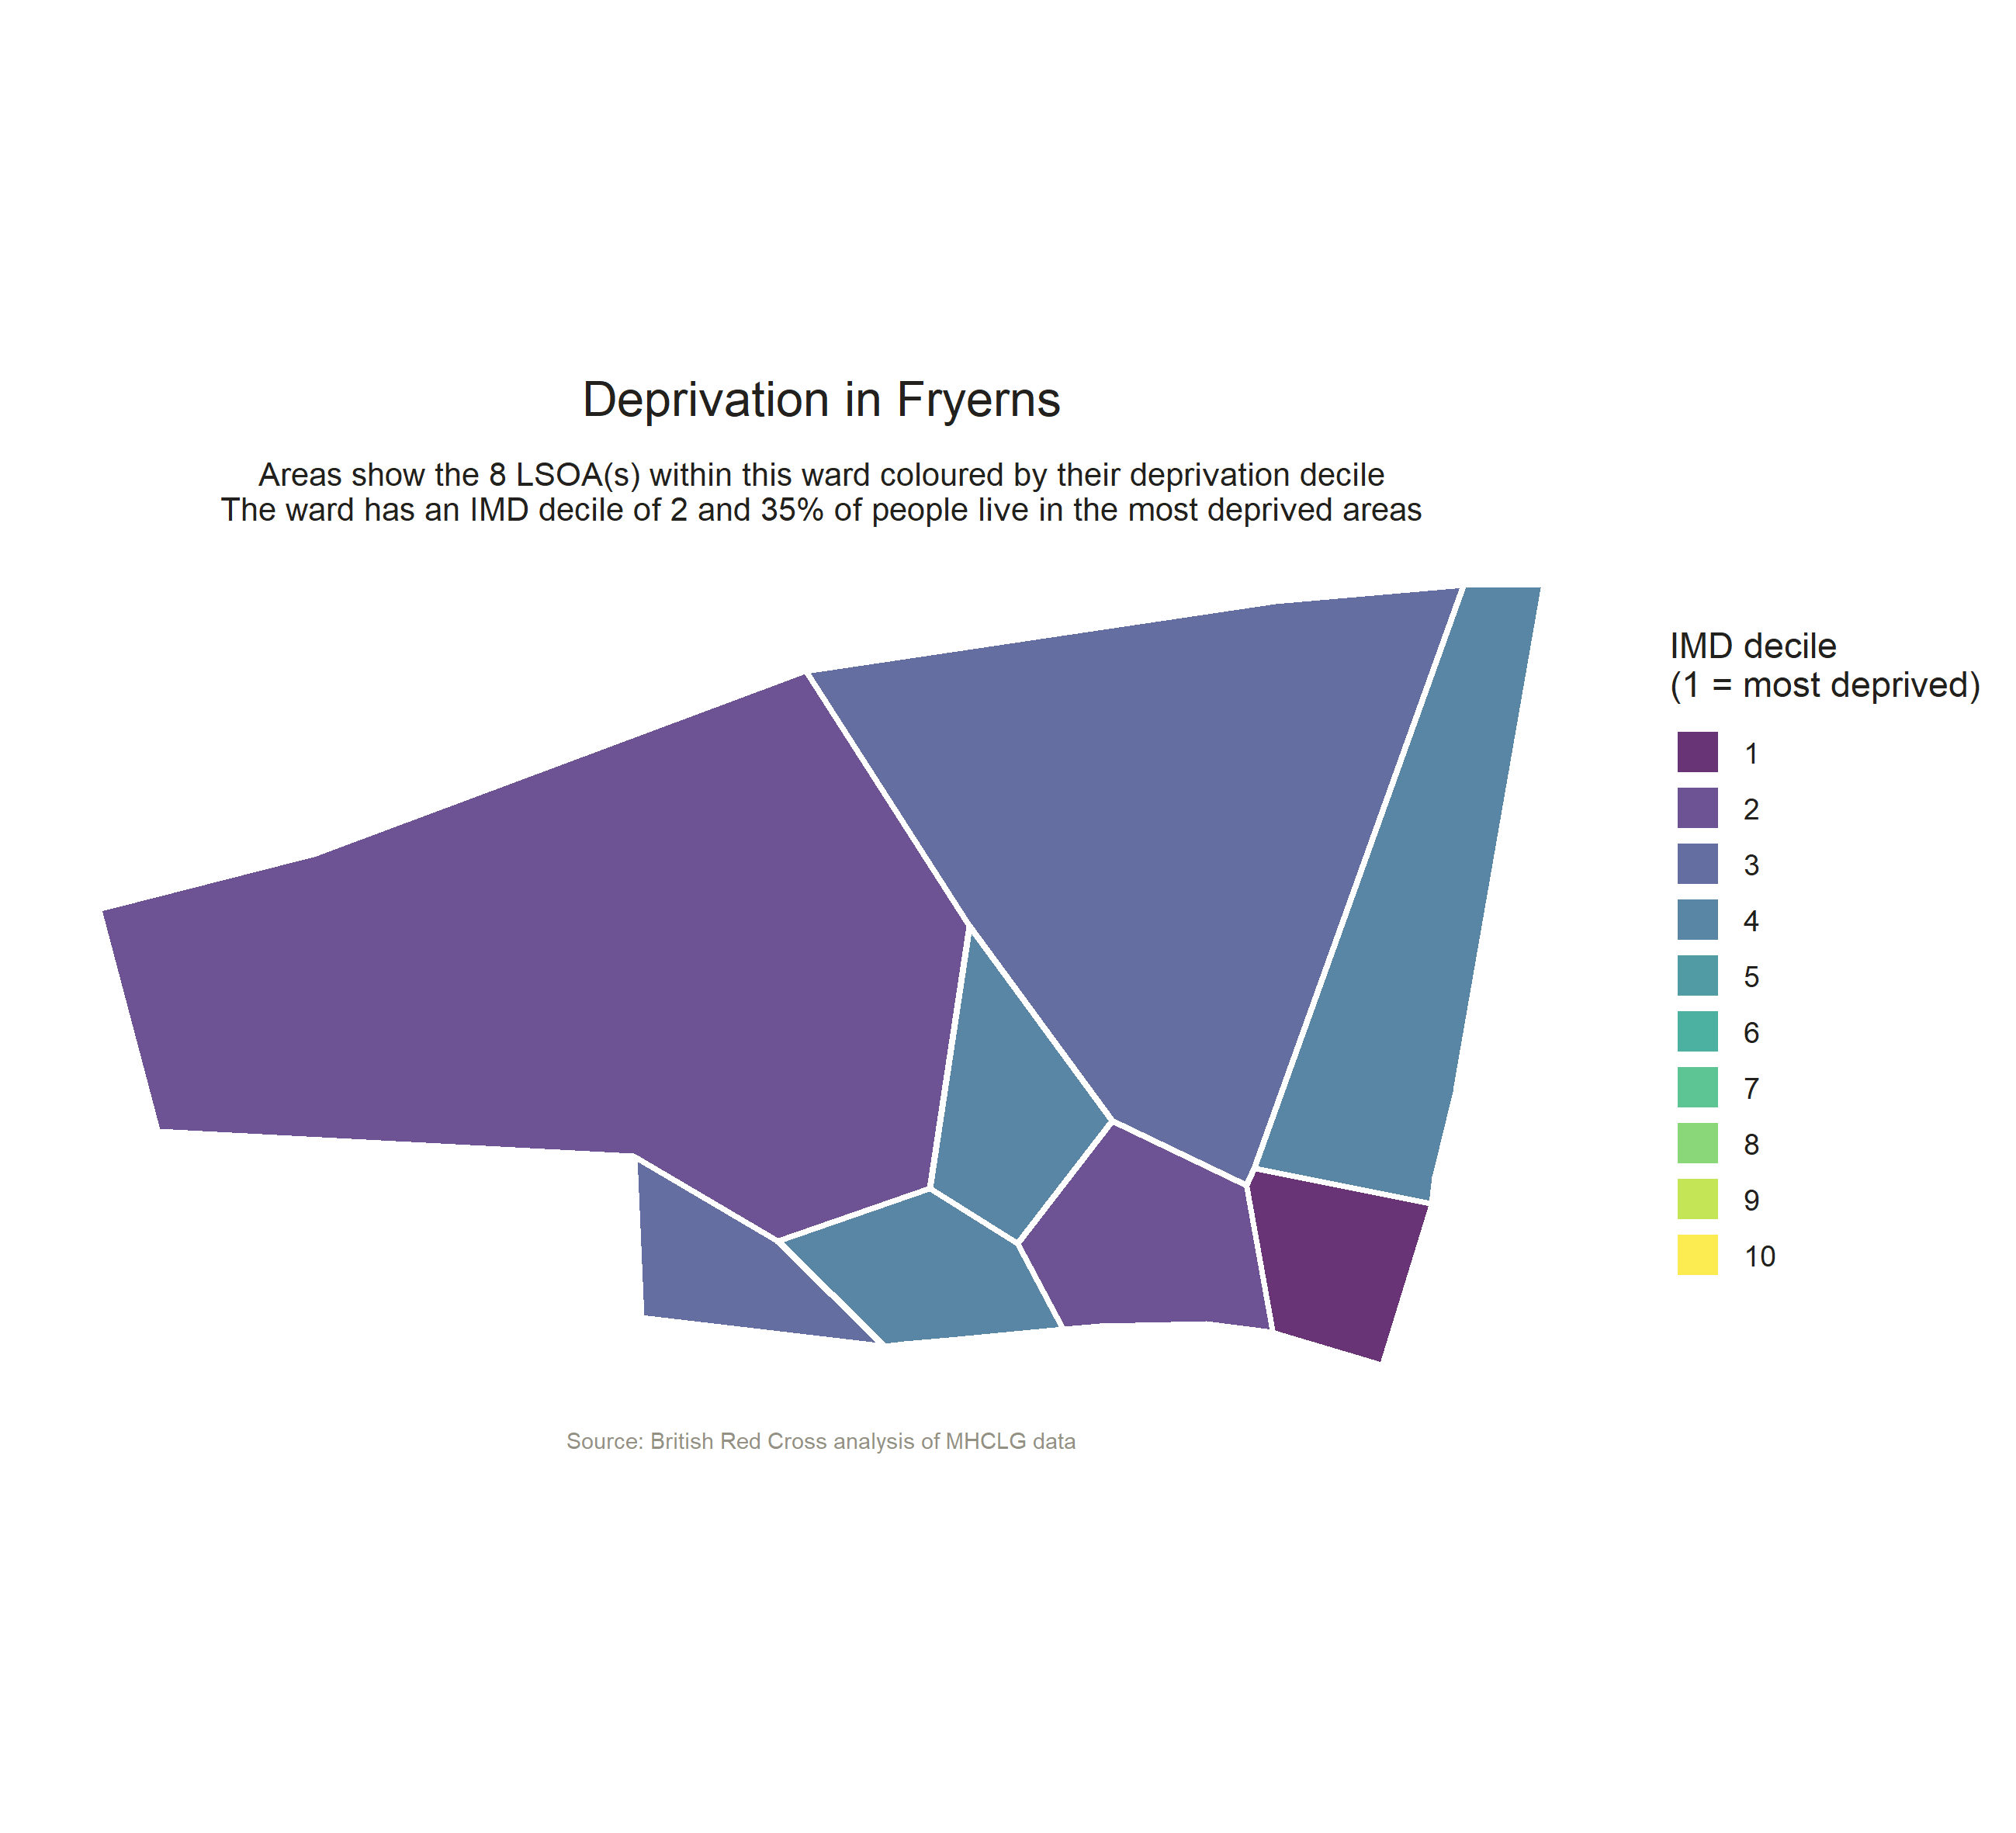 Deprivation in Fryerns
Areas show the 8 LSOA(s) within this ward coloured by their deprivation decile
The ward has an IMD decile of 2 and 35% of people live in the most deprived areas
IMD decile
(1 = most deprived)
1
2
3
4
5
6
7
8
9
10
Source: British Red Cross analysis of MHCLG data